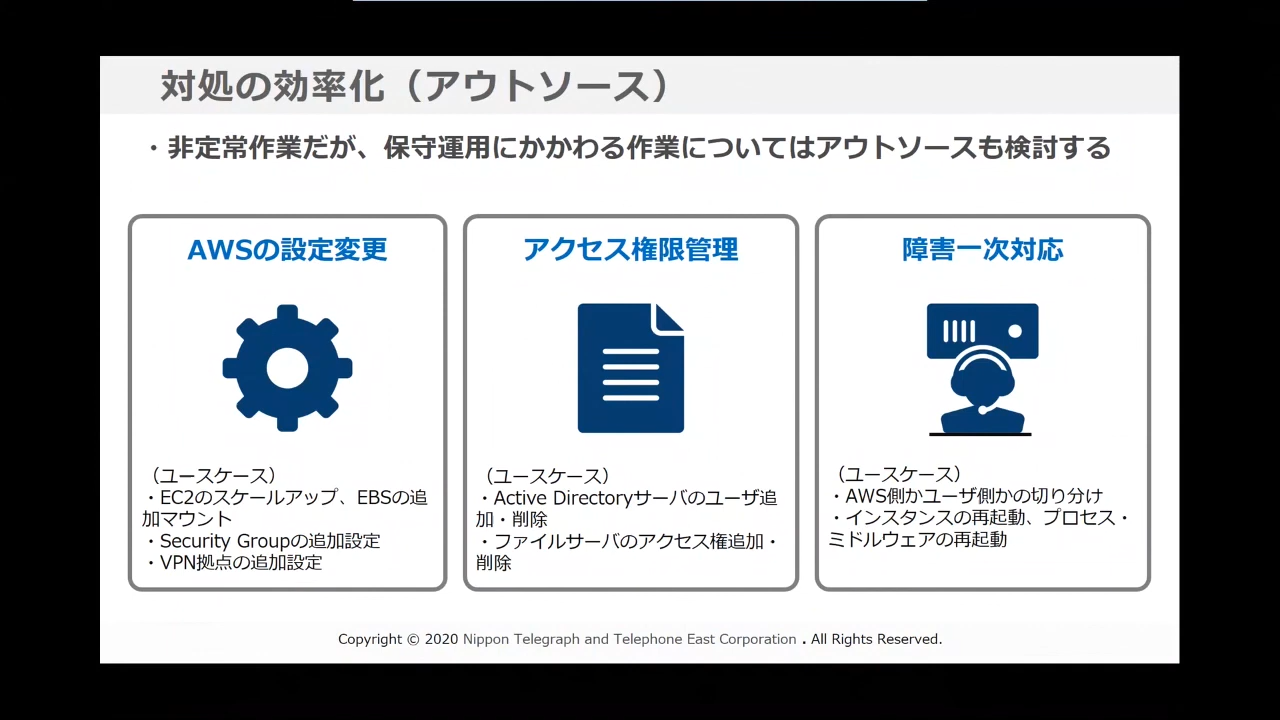 対処の効率化（アウトソース）
・非定常作業だが、保守運用にかかわる作業についてはアウトソースも検討する
AWSの設定変更
（ユースケース）
・EC2のスケールアップ、EBSの追
加マウント
・Security Groupの追加設定
・VPN拠点の追加設定
アクセス権限管理
（ユースケース）
・Active Directoryサーバのユーザ追
加・削除
・ファイルサーバのアクセス権追加・
削除
障害一次対応
（ユースケース）
・AWS側かユーザ側かの切り分け
・インスタンスの再起動、プロセス・
ミドルウェアの再起動
Copyright © 2020 Nippon Telegraph and Telephone East Corporation . All Rights Reserved.